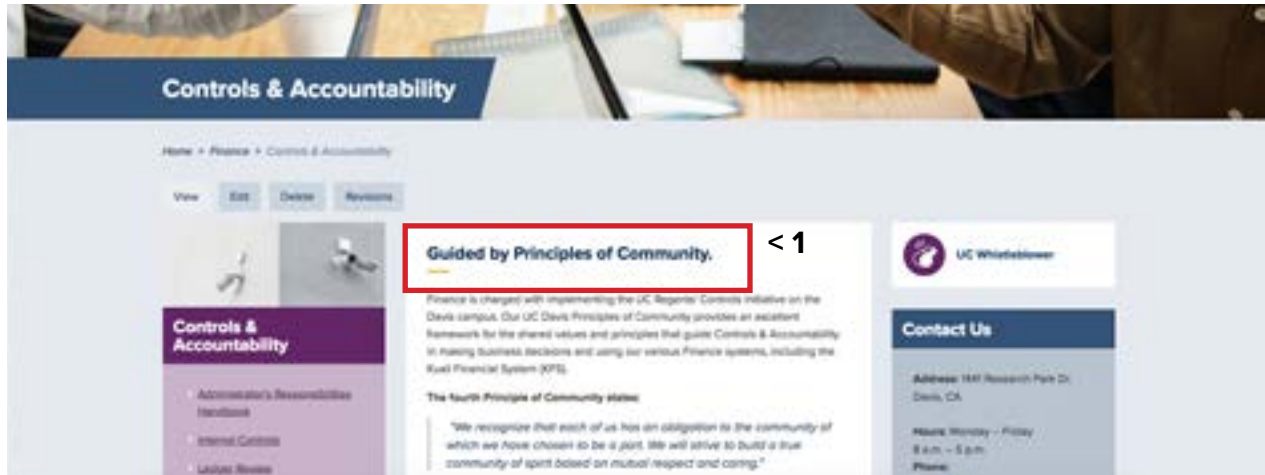 Controls & Accountability
Home > Finance > Controls & Accountability
View Edit Delete Revisions
Guided by Principles of Community.
< 1
UC Whistleblower
Finance is charged with implementing the UC Regents' Controls initiative on the
Davis campus. Our UC Davis Principles of Community provides an excellent
framework for the shared values and principles that guide Controls & Accountability
in making business decisions and using our various Finance systems, including the
Kuali Financial System (KFS).
The fourth Principle of Community states:
"We recognize that each of us has an obligation to the community of
which we have chosen to be a part. We will strive to build a true
community of spirit based on mutual respect and caring."
Controls &
Accountability
Administrator's Responsibilities
Handbook
Internal Controls
Ledger Review
Contact Us
Address: 1441 Research Park Dr.
Davis, CA
Hours: Monday – Friday
8 a.m. – 5 p.m.
Phone: